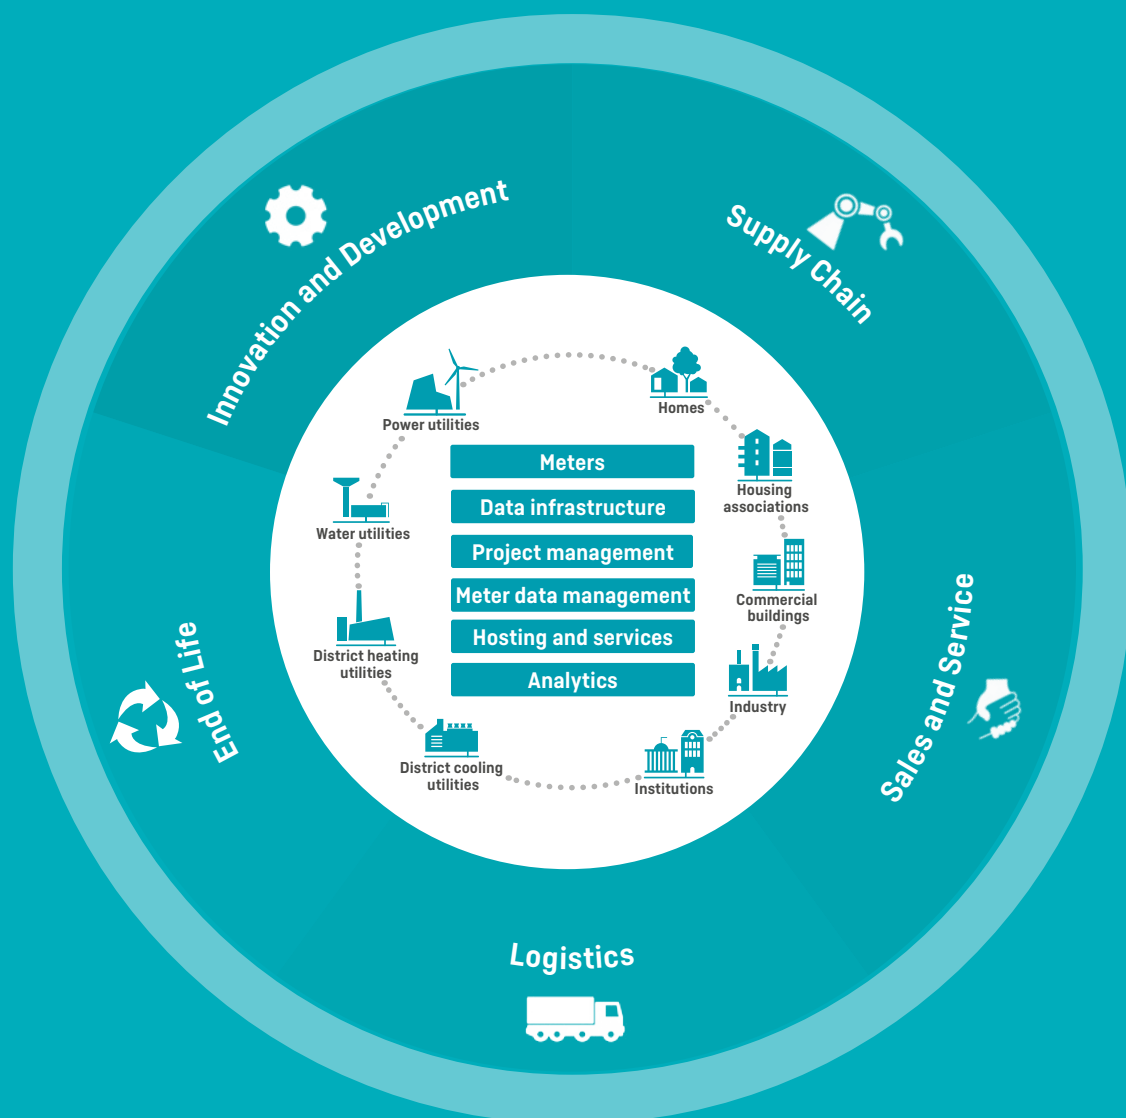 Innovation and Development
Supply Chain
Sales and Service
Logistics
End of Life
Power utilities
Water utilities
District heating
utilities
District cooling
utilities
Homes
Housing
associations
Commercial
buildings
Industry
Institutions
Meters
Data infrastructure
Project management
Meter data management
Hosting and services
Analytics